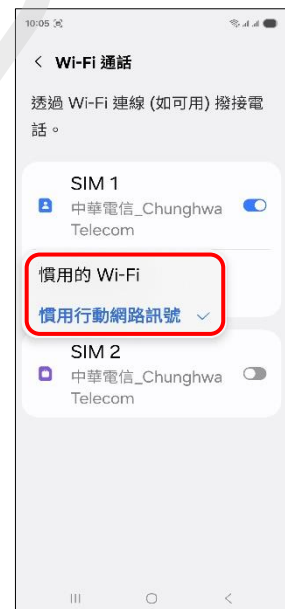 10:05
Wi-Fi 通話
透過 Wi-Fi 連線 (如可用) 撥接電
話。
SIM 1
中華電信_Chunghwa
Telecom
慣用的 Wi-Fi
慣用行動網路訊號
SIM 2
中華電信_Chunghwa
Telecom